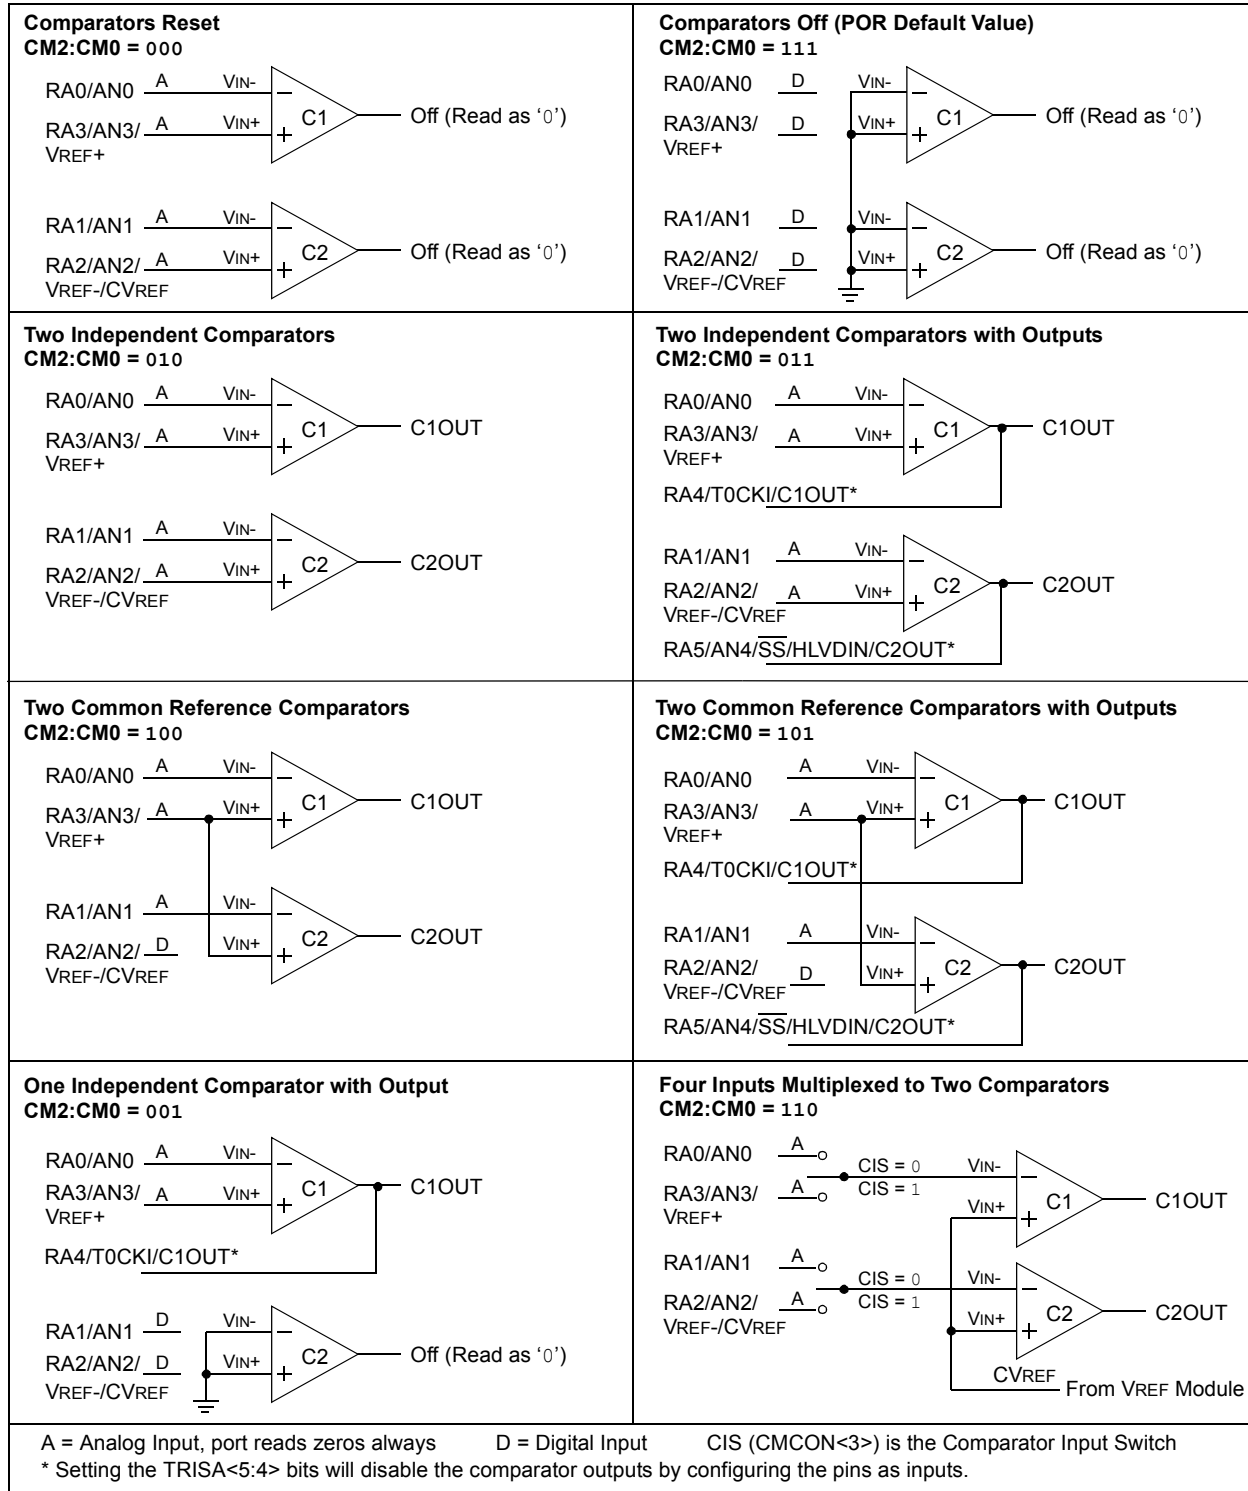 Comparators Reset
CM2:CM0 = 000
RA0/AN0 A VIN-
RA3/AN3/ A VIN+
VREF+
C1
Off (Read as ‘0’)
RA1/AN1 A VIN-
RA2/AN2/ A VIN+
VREF-/CVREF
C2
Off (Read as ‘0’)
Comparators Off (POR Default Value)
CM2:CM0 = 111
RA0/AN0 D VIN-
RA3/AN3/ D VIN+
VREF+
C1
Off (Read as ‘0’)
RA1/AN1 D VIN-
RA2/AN2/ D VIN+
VREF-/CVREF
C2
Off (Read as ‘0’)
Two Independent Comparators
CM2:CM0 = 010
RA0/AN0 A VIN-
RA3/AN3/ A VIN+
VREF+
C1
C1OUT
RA1/AN1 A VIN-
RA2/AN2/ A VIN+
VREF-/CVREF
C2
C2OUT
Two Independent Comparators with Outputs
CM2:CM0 = 011
RA0/AN0 A VIN-
RA3/AN3/ A VIN+
VREF+
C1
C1OUT
RA4/T0CKI/C1OUT*
RA1/AN1 A VIN-
RA2/AN2/ A VIN+
VREF-/CVREF
C2
C2OUT
RA5/AN4/SS/HLVDIN/C2OUT*
Two Common Reference Comparators
CM2:CM0 = 100
RA0/AN0 A VIN-
RA3/AN3/ A VIN+
VREF+
C1
C1OUT
RA1/AN1 A VIN-
RA2/AN2/ D VIN+
VREF-/CVREF
C2
C2OUT
Two Common Reference Comparators with Outputs
CM2:CM0 = 101
RA0/AN0 A VIN-
RA3/AN3/ A VIN+
VREF+
C1
C1OUT
RA4/T0CKI/C1OUT*
RA1/AN1 A VIN-
RA2/AN2/ D VIN+
VREF-/CVREF
C2
C2OUT
RA5/AN4/SS/HLVDIN/C2OUT*
One Independent Comparator with Output
CM2:CM0 = 001
RA0/AN0 A VIN-
RA3/AN3/ A VIN+
VREF+
C1
C1OUT
RA4/T0CKI/C1OUT*
RA1/AN1 D VIN-
RA2/AN2/ D VIN+
VREF-/CVREF
C2
Off (Read as ‘0’)
Four Inputs Multiplexed to Two Comparators
CM2:CM0 = 110
RA0/AN0 A
CIS = 0 VIN-
RA3/AN3/ A CIS = 1
VREF+
VIN+
C1
C1OUT
RA1/AN1 A
CIS = 0 VIN-
RA2/AN2/ A CIS = 1
VREF-/CVREF
VIN+
C2
C2OUT
CVREF
From VREF Module
A = Analog Input, port reads zeros always D = Digital Input CIS (CMCON<3>) is the Comparator Input Switch
* Setting the TRISA<5:4> bits will disable the comparator outputs by configuring the pins as inputs.